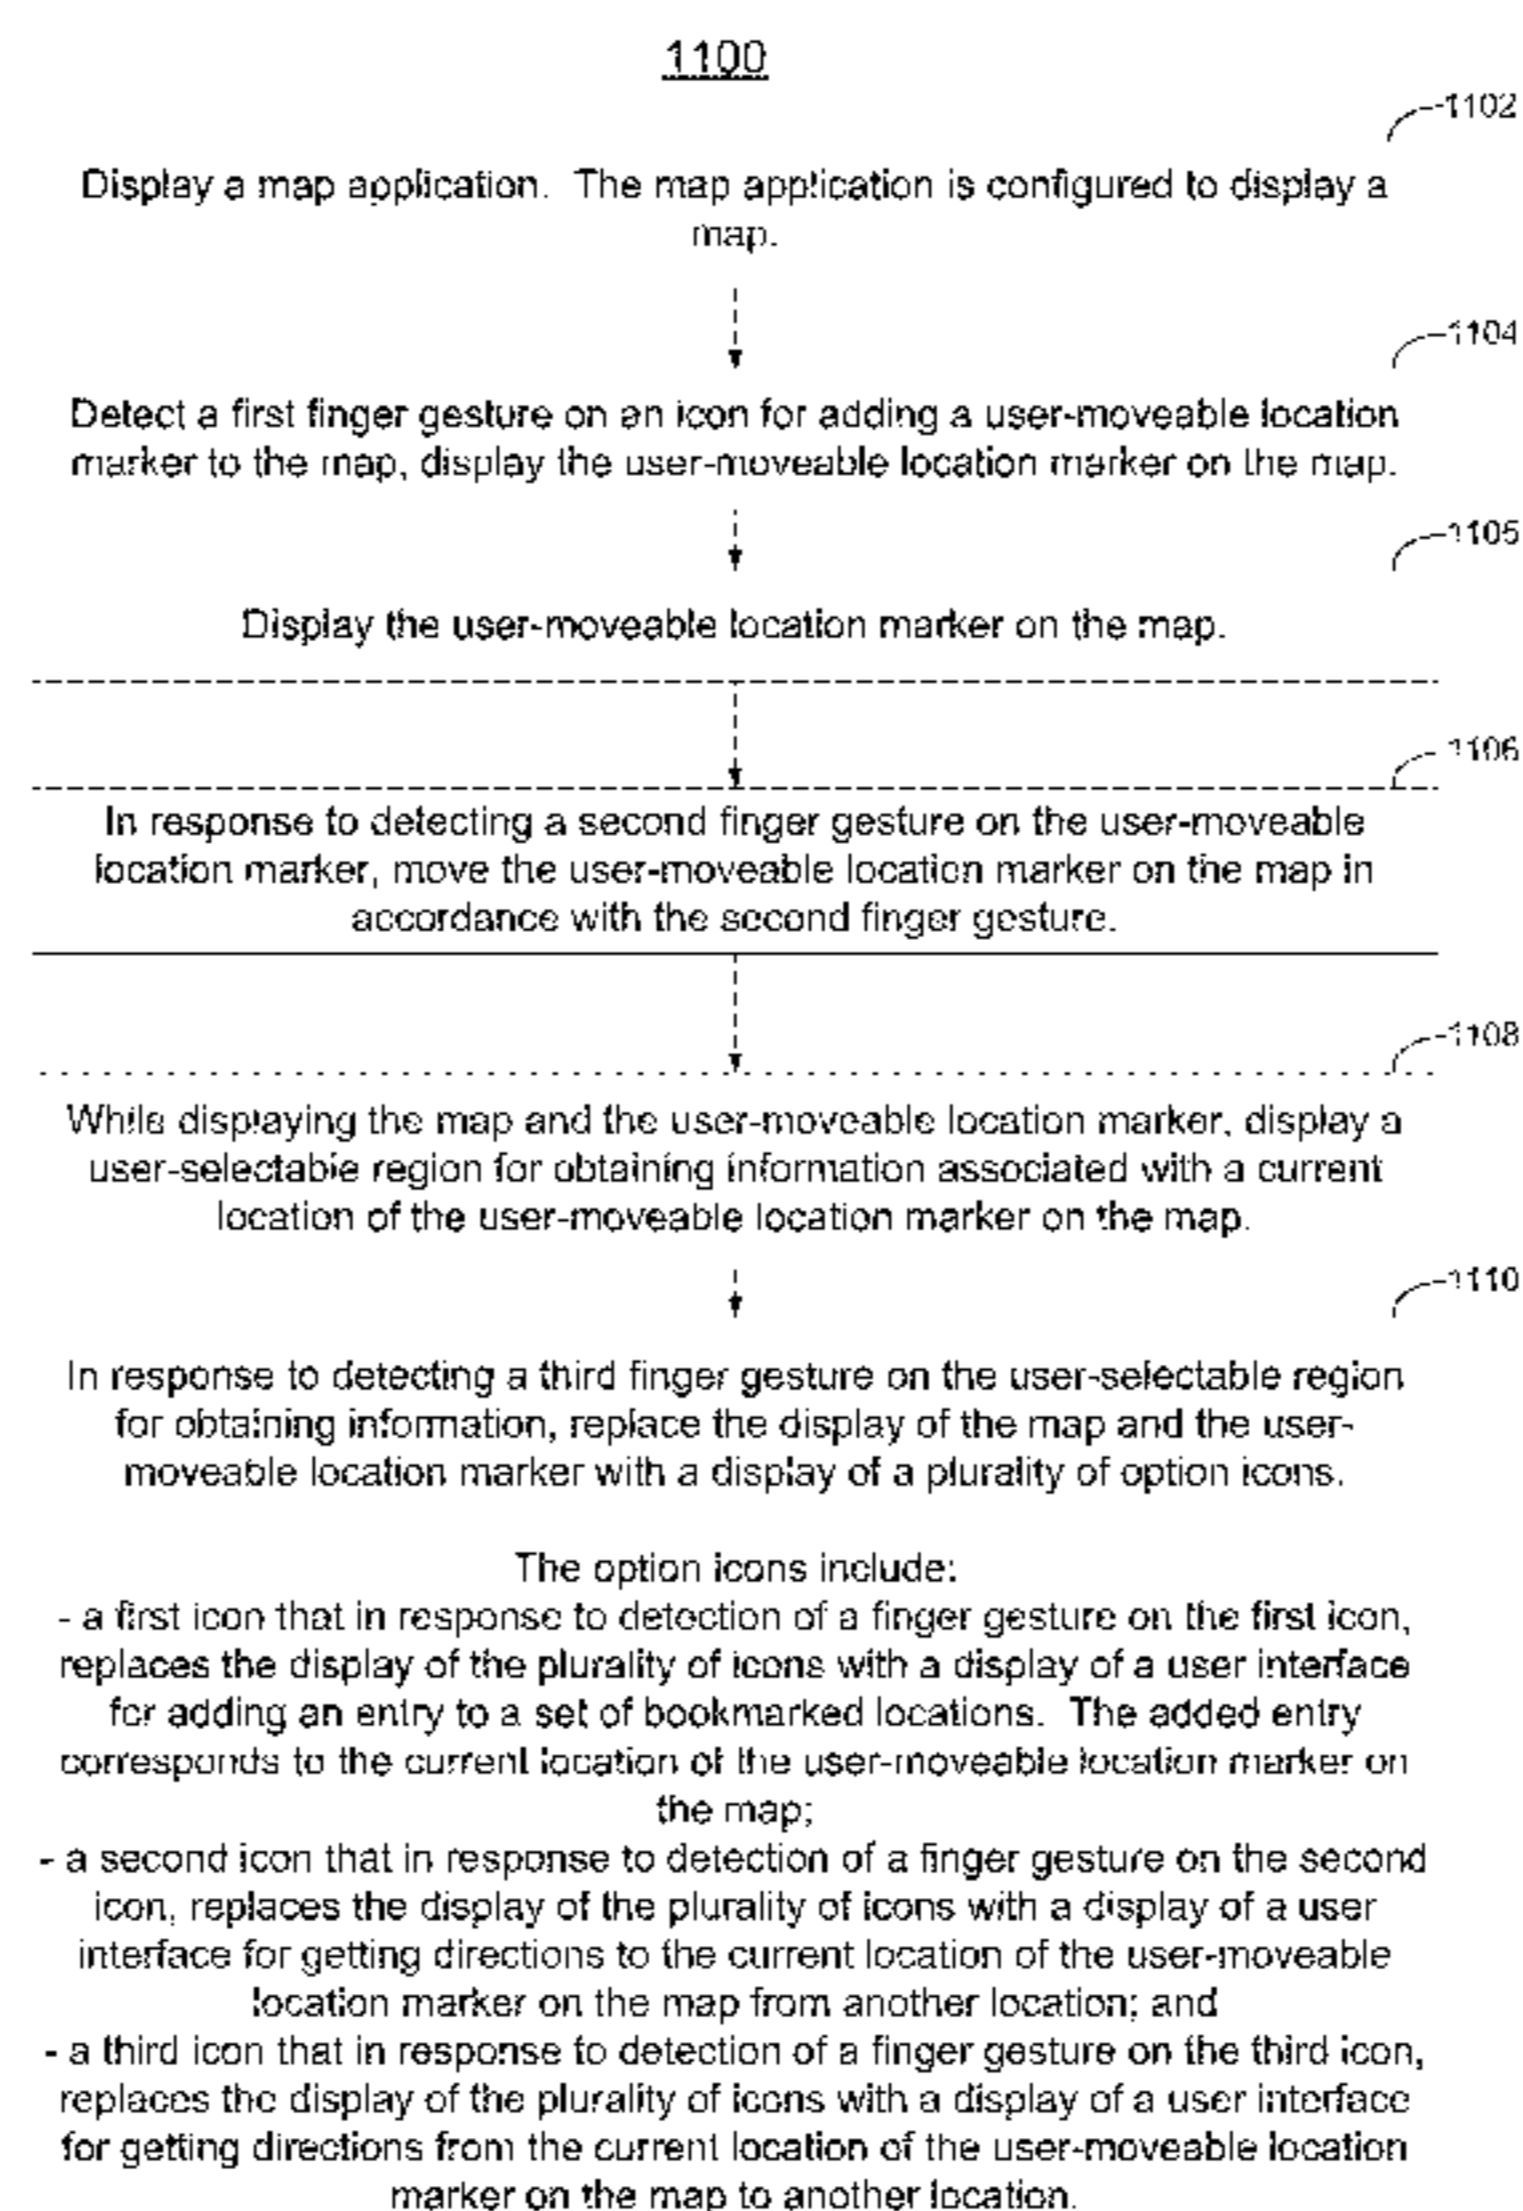 1100
1102
Display a map application. The map application is configured to display a
map.
1104
Detect a first finger gesture on an icon for adding a user-moveable location
marker to the map, display the user-moveable location marker on the map.
1105
Display the user-moveable location marker on the map.
1106
In response to detecting a second finger gesture on the user-moveable
location marker, move the user-moveable location marker on the map in
accordance with the second finger gesture.
1108
While displaying the map and the user-moveable location marker, display a
user-selectable region for obtaining information associated with a current
location of the user-moveable location marker on the map.
1110
In response to detecting a third finger gesture on the user-selectable region
for obtaining information, replace the display of the map and the user-
moveable location marker with a display of a plurality of option icons.
The option icons include:
- a first icon that in response to detection of a finger gesture on the first icon,
replaces the display of the plurality of icons with a display of a user interface
for adding an entry to a set of bookmarked locations. The added entry
corresponds to the current location of the user-moveable location marker on
the map;
- a second icon that in response to detection of a finger gesture on the second
icon, replaces the display of the plurality of icons with a display of a user
interface for getting directions to the current location of the user-moveable
location marker on the map from another location; and
- a third icon that in response to detection of a finger gesture on the third icon,
replaces the display of the plurality of icons with a display of a user interface
for getting directions from the current location of the user-moveable location
marker on the map to another location.